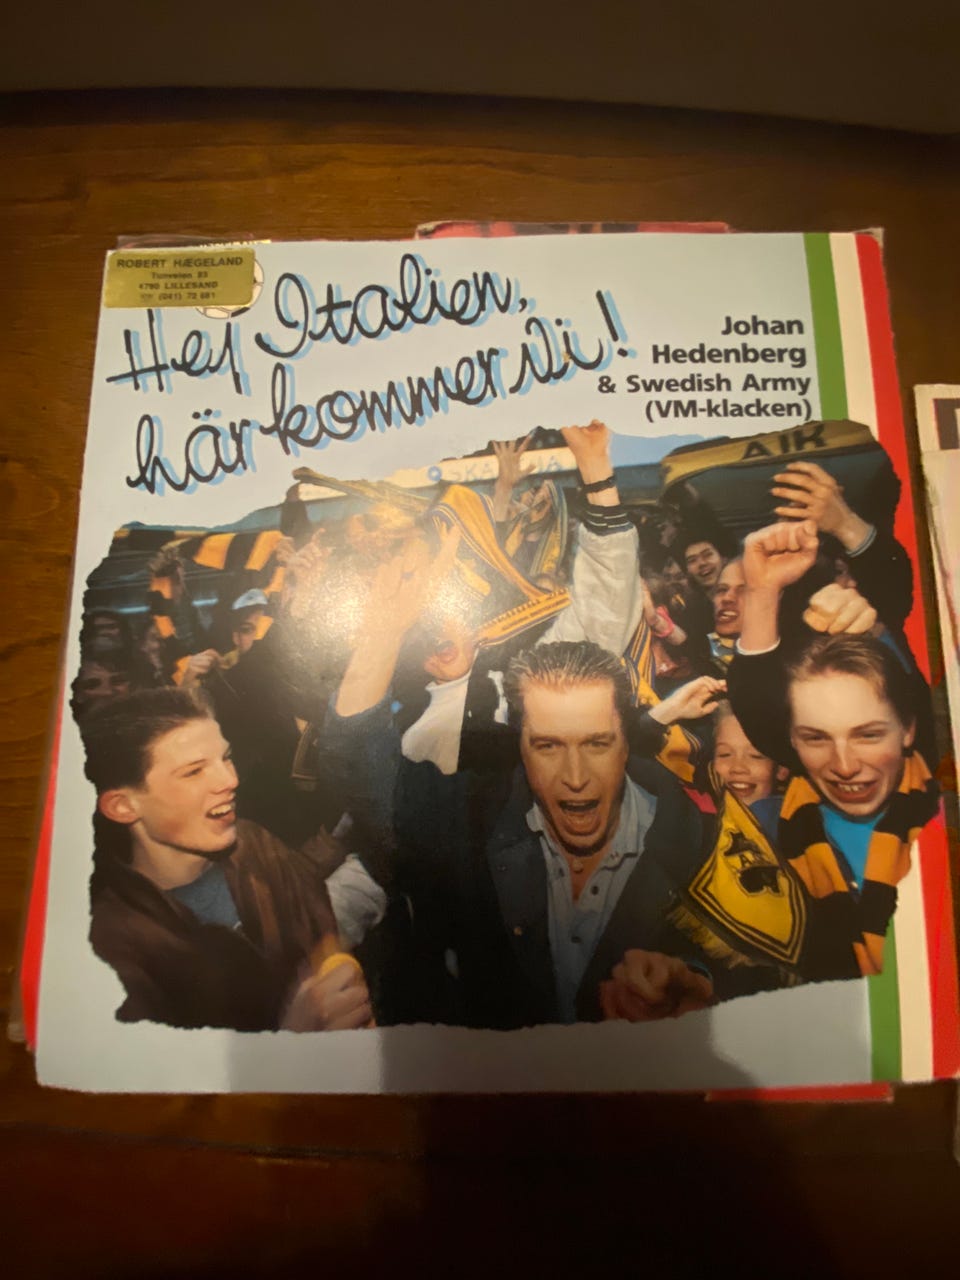 ROBERT HÆGELAND
Tunveien 83
4790 LILLESAND
(041) 72 681
Hej Italien,
här kommer Vi!
Johan
Hedenberg
& Swedish Army
(VM-klacken)
AIK